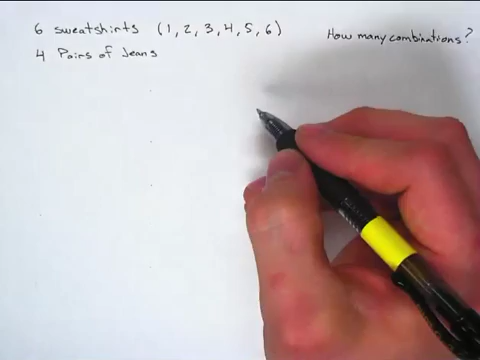 6 sweatshirts (1, 2, 3, 4, 5, 6)
How many combinations?
4 Pairs of Jeans